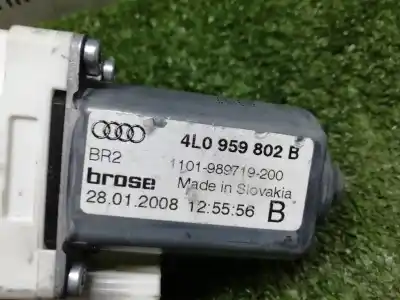 4L0 959 802 B
BR2 1101-989719-200
brose Made in Slovakia
28.01.2008 12:55:56 B